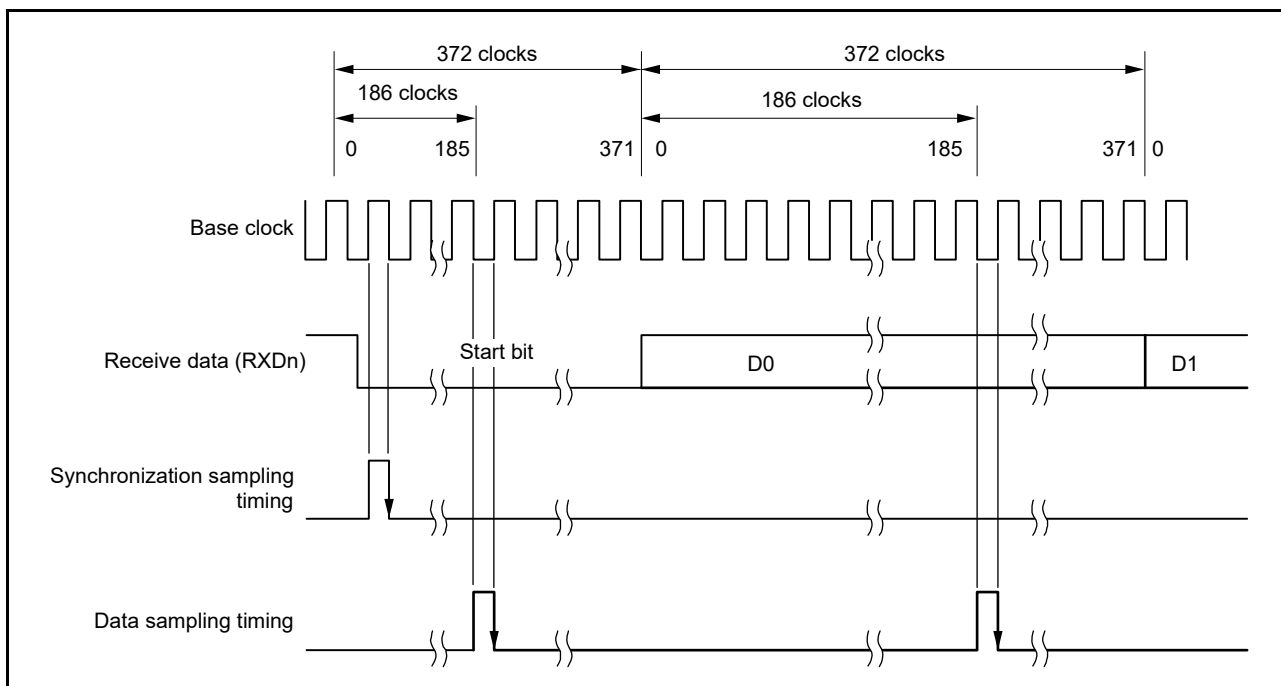 372 clocks
372 clocks
186 clocks
186 clocks
0
185
371
0
185
371
0
Base clock
Receive data (RXDn)
Start bit
D0
D1
Synchronization sampling
timing
Data sampling timing